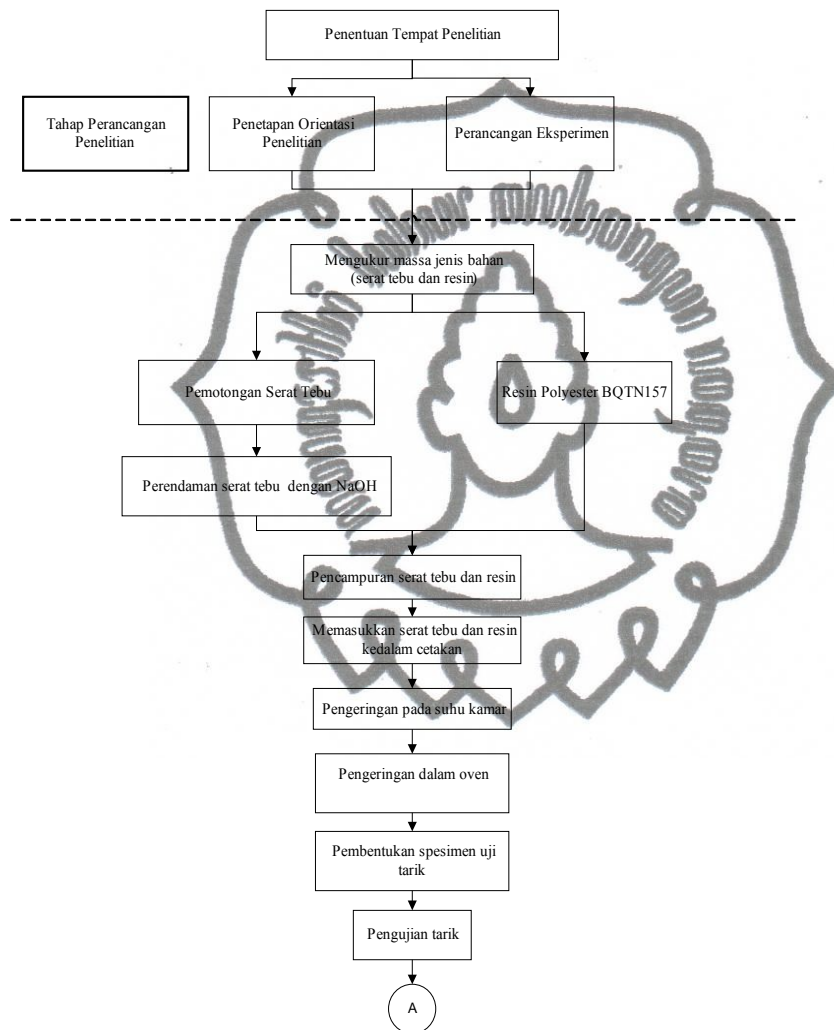 Penentuan Tempat Penelitian
Tahap Perancangan
Penelitian
Penetapan Orientasi
Penelitian
Perancangan Eksperimen
Mengukur massa jenis bahan
(serat tebu dan resin)
Pemotongan Serat Tebu
Resin Polyester BQTN157
Perendaman serat tebu dengan NaOH
Pencampuran serat tebu dan resin
Memasukkan serat tebu dan resin
kedalam cetakan
Pengeringan pada suhu kamar
Pengeringan dalam oven
Pembentukan spesimen uji
tarik
Pengujian tarik
A